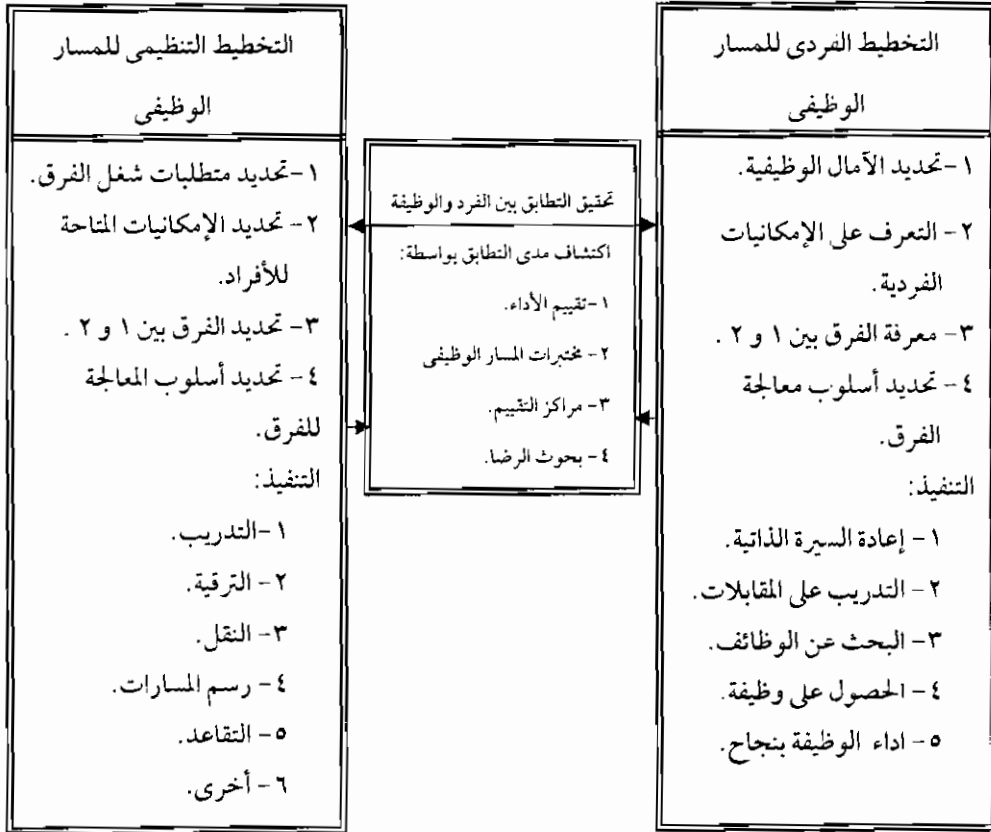 التخطيط الفردى للمسار
الوظيفى
١-تحديد الآمال الوظيفية.
٢- التعرف على الإمكانيات
الفردية.
٣- معرفة الفرق بين ١ و ٢ .
٤- تحديد أسلوب معالجة
الفرق.
التنفيذ:
١- إعادة السيرة الذاتية.
٢- التدريب على المقابلات.
٣- البحث عن الوظائف.
٤- الحصول على وظيفة.
٥- اداء الوظيفة بنجاح.
تحقيق التطابق بين الفرد والوظيفة
اكتشاف مدى التطابق بواسطة:
١-تقييم الأداء.
٢- مختبرات المسار الوظيفى
٣- مراكز التقييم.
٤- بحوث الرضا.
التخطيط التنظيمى للمسار
الوظيفى
١-تحديد متطلبات شغل الفرق.
٢- تحديد الإمكانيات المتاحة
للأفراد.
٣- تحديد الفرق بين ١ و ٢ .
٤- تحديد أسلوب المعالجة
للفرق.
التنفيذ:
١-التدريب.
٢- الترقية.
٣- النقل.
٤- رسم المسارات.
٥- التقاعد.
٦- أخرى.